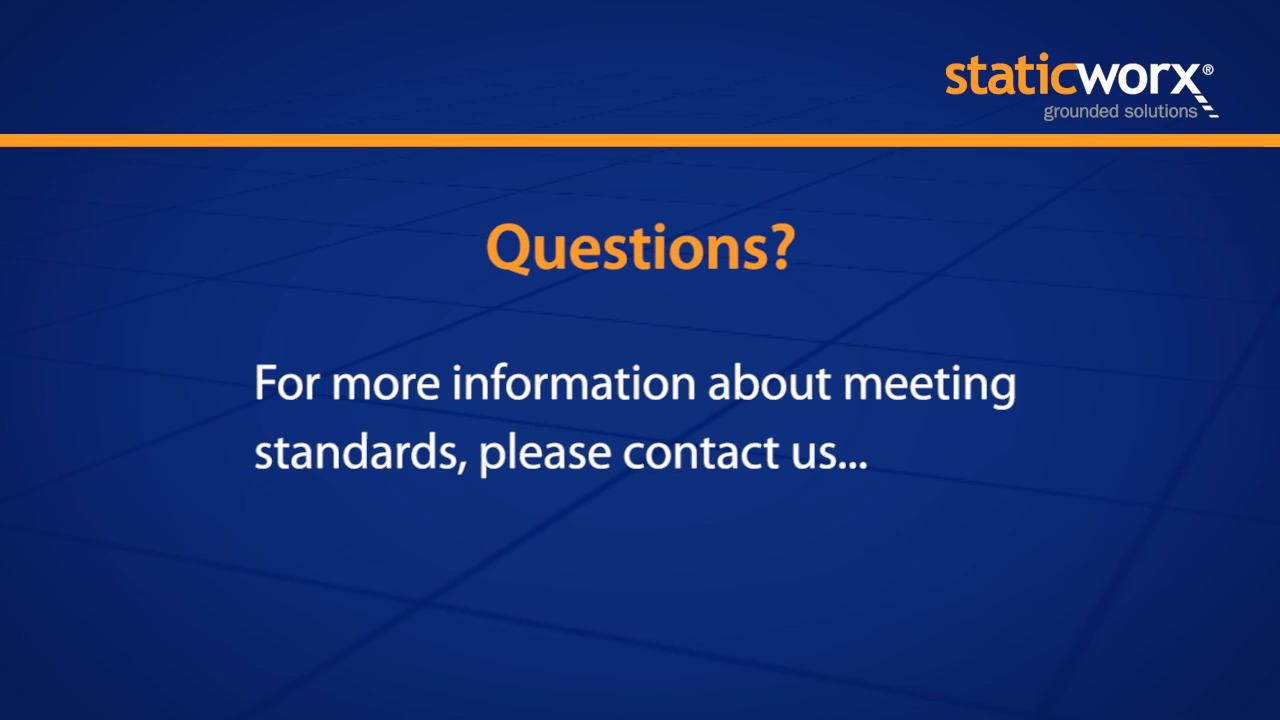 staticworx®
grounded solutions
Questions?
For more information about meeting
standards, please contact us...